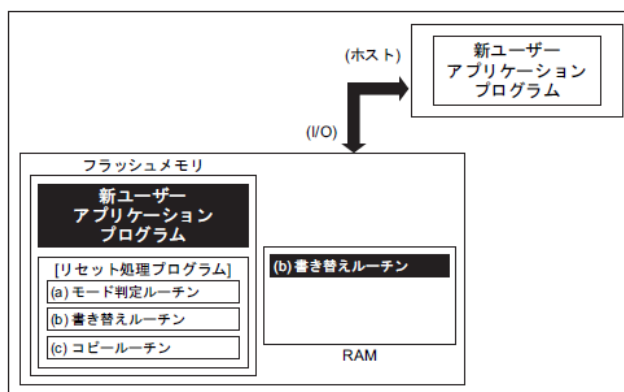 (ホスト)
新ユーザー
アプリケーション
プログラム
(I/O)
フラッシュメモリ
新ユーザー
アプリケーション
プログラム
[リセット処理プログラム]
(a) モード判定ルーチン
(b) 書き替えルーチン
(c) コピールーチン
(b) 書き替えルーチン
RAM